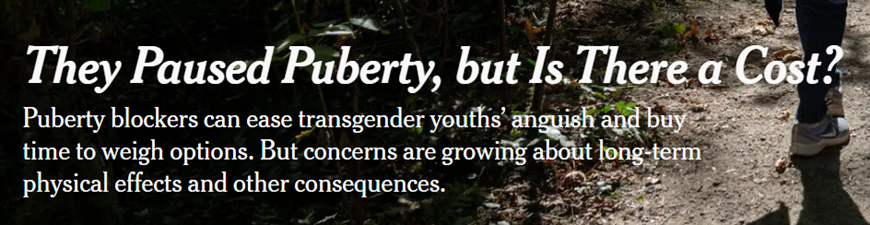 They Paused Puberty, but Is There a Cost?
Puberty blockers can ease transgender youths’ anguish and buy
time to weigh options. But concerns are growing about long-term
physical effects and other consequences.